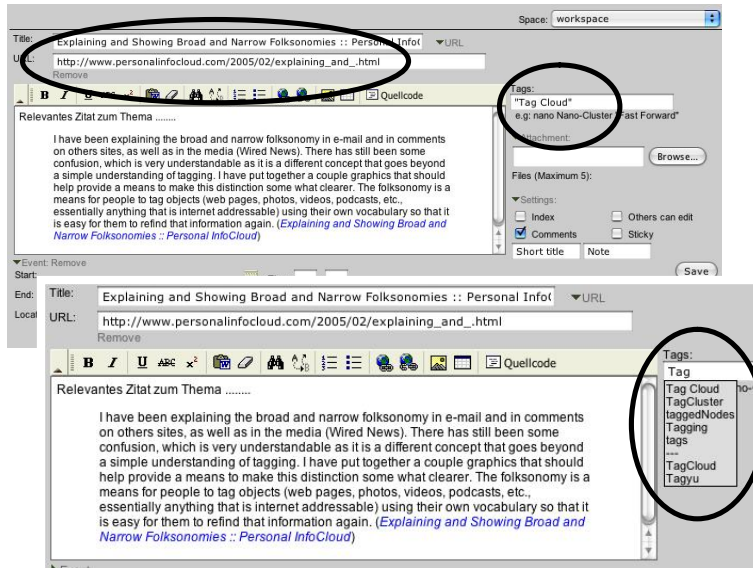 Space: workspace
Title: Explaining and Showing Broad and Narrow Folksonomies :: Personal Info( URL
URL: http://www.personalinfocloud.com/2005/02/explaining_and_.html
Remove
B I U ABC x² Quellcode
Relevantes Zitat zum Thema ........
I have been explaining the broad and narrow folksonomy in e-mail and in comments
on others sites, as well as in the media (Wired News). There has still been some
confusion, which is very understandable as it is a different concept that goes beyond
a simple understanding of tagging. I have put together a couple graphics that should
help provide a means to make this distinction some what clearer. The folksonomy is a
means for people to tag objects (web pages, photos, videos, podcasts, etc.,
essentially anything that is internet addressable) using their own vocabulary so that it
is easy for them to refind that information again. (Explaining and Showing Broad and
Narrow Folksonomies :: Personal InfoCloud)
Tags:
"Tag Cloud"
e.g: nano Nano-Cluster "Fast Forward"
Attachment:
Browse...
Files (Maximum 5):
Settings:
Index Others can edit
Comments Sticky
Short title Note
Save
Event: Remove
Start:
End:
Locat
Title: Explaining and Showing Broad and Narrow Folksonomies :: Personal Info( URL
URL: http://www.personalinfocloud.com/2005/02/explaining_and_.html
Remove
B I U ABC x² Quellcode
Relevantes Zitat zum Thema ........
I have been explaining the broad and narrow folksonomy in e-mail and in comments
on others sites, as well as in the media (Wired News). There has still been some
confusion, which is very understandable as it is a different concept that goes beyond
a simple understanding of tagging. I have put together a couple graphics that should
help provide a means to make this distinction some what clearer. The folksonomy is a
means for people to tag objects (web pages, photos, videos, podcasts, etc.,
essentially anything that is internet addressable) using their own vocabulary so that it
is easy for them to refind that information again. (Explaining and Showing Broad and
Narrow Folksonomies :: Personal InfoCloud)
Tags:
Tag
Tag Cloud
TagCluster
taggedNodes
Tagging
tags
---
TagCloud
Tagyu